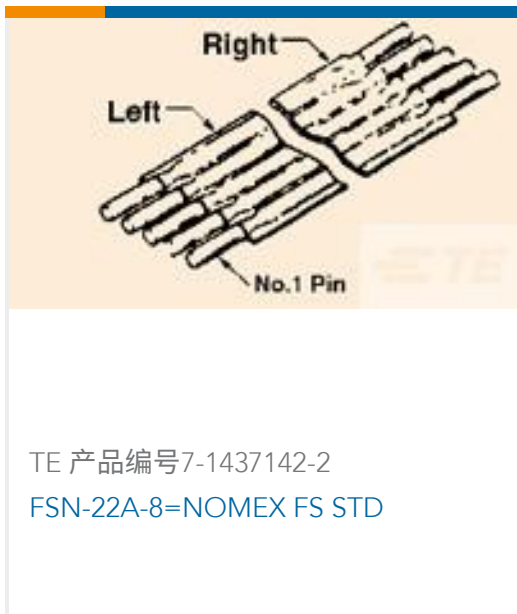 Right
Left
No.1 Pin
TE
TE 产品编号7-1437142-2
FSN-22A-8=NOMEX FS STD